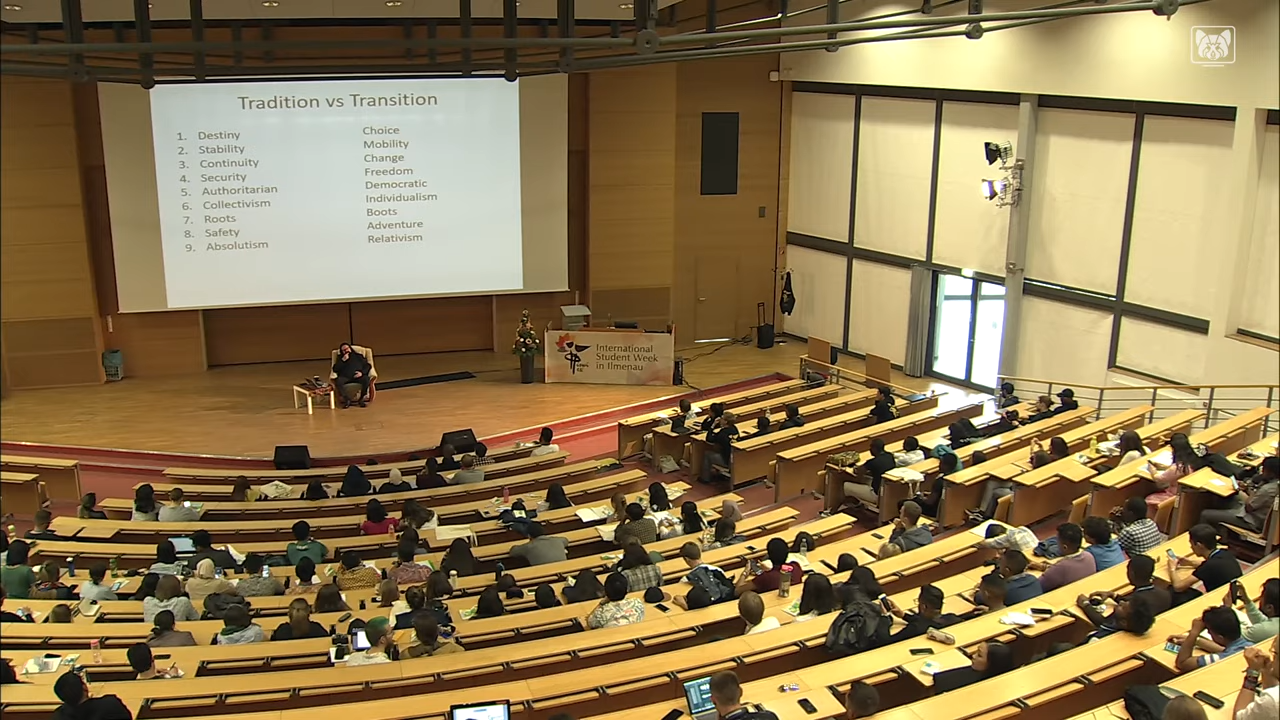 Tradition vs Transition
1. Destiny Choice
2. Stability Mobility
3. Continuity Change
4. Security Freedom
5. Authoritarian Democratic
6. Collectivism Individualism
7. Roots Boots
8. Safety Adventure
9. Absolutism Relativism
International
Student Week
in Ilmenau